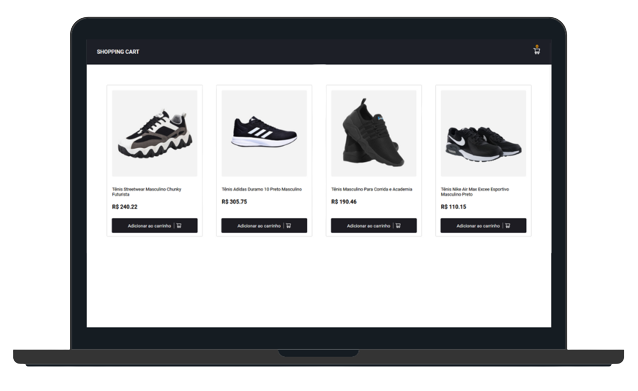 SHOPPING CART
Tênis Streetwear Masculino Chunky
Futurista
R$ 240.22
Adicionar ao carrinho
Tênis Adidas Duramo 10 Preto Masculino
R$ 305.75
Adicionar ao carrinho
Tênis Masculino Para Corrida e Academia
R$ 190.46
Adicionar ao carrinho
Tênis Nike Air Max Excee Esportivo
Masculino Preto
R$ 110.15
Adicionar ao carrinho